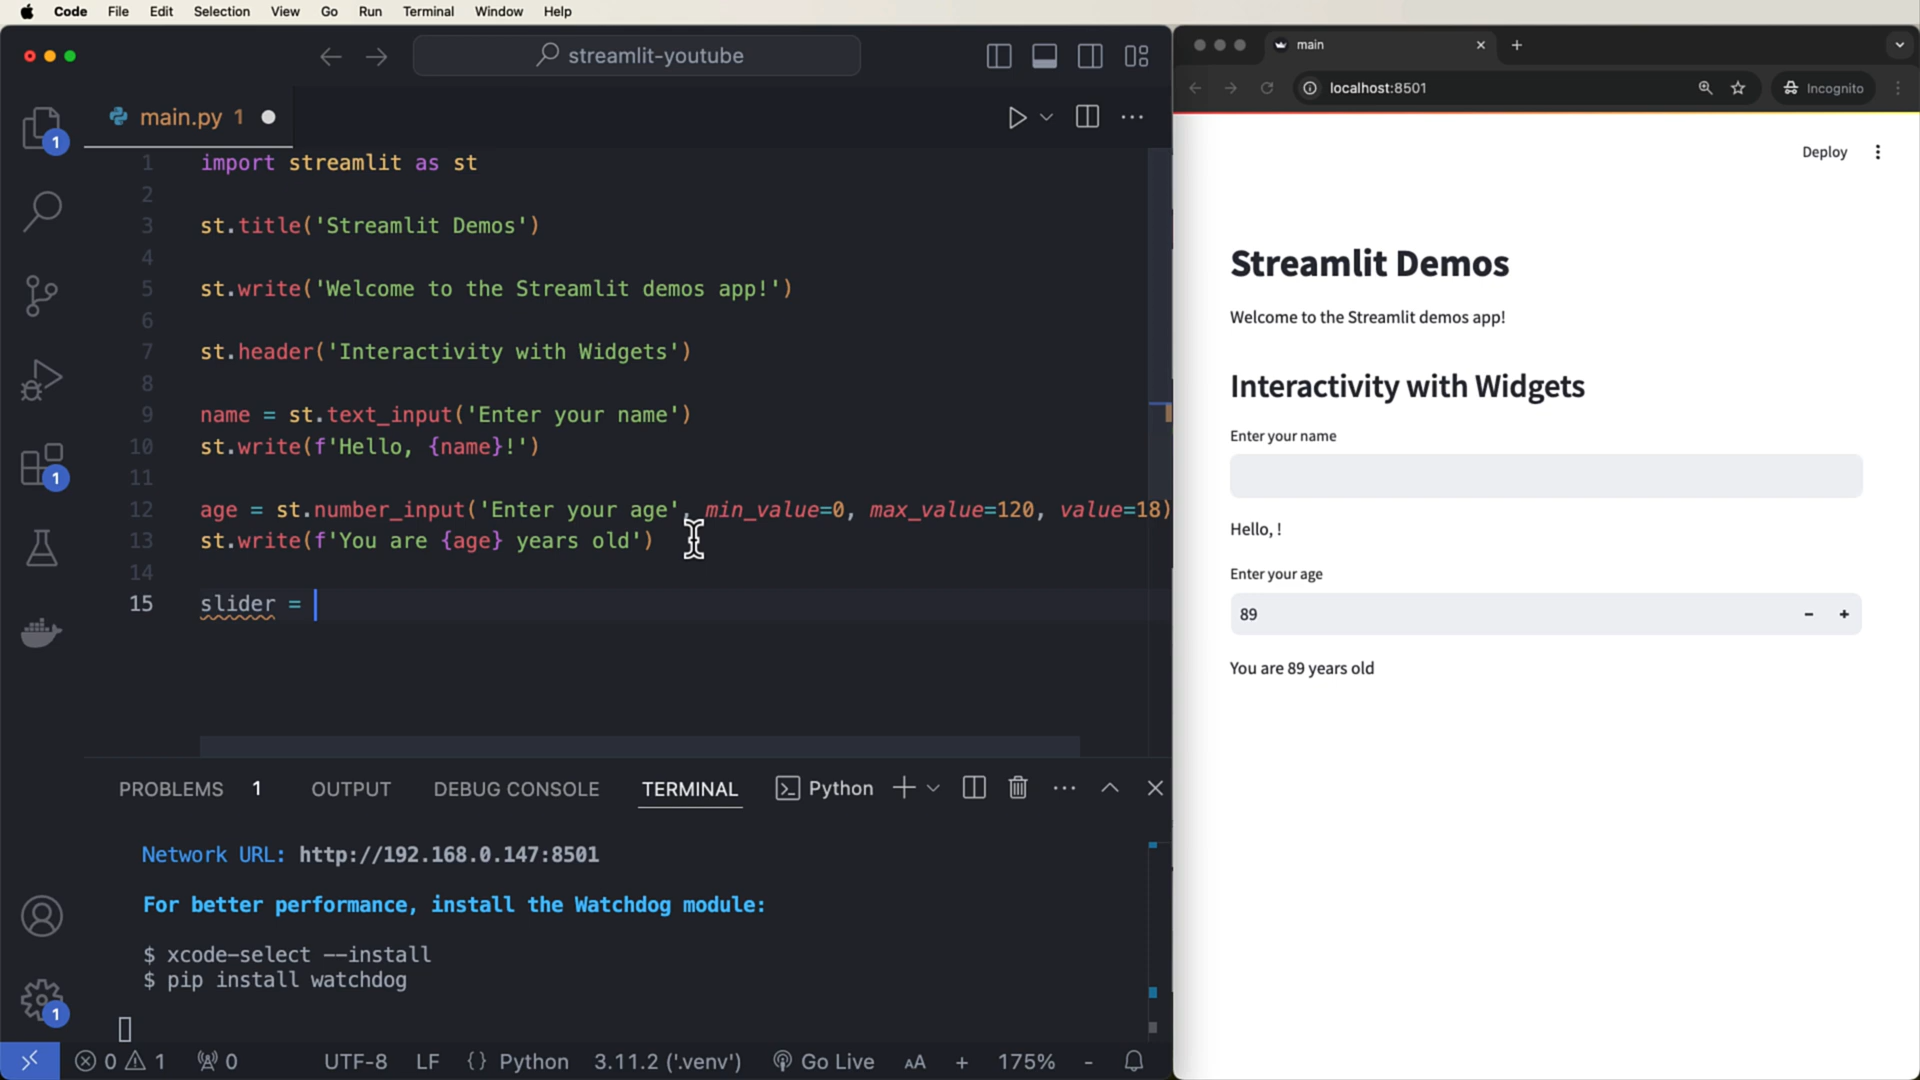 Code File Edit Selection View Go Run Terminal Window Help
streamlit-youtube
main.py 1
1 import streamlit as st
2
3 st.title('Streamlit Demos')
4
5 st.write('Welcome to the Streamlit demos app!')
6
7 st.header('Interactivity with Widgets')
8
9 name = st.text_input('Enter your name')
10 st.write(f'Hello, {name}!')
11
12 age = st.number_input('Enter your age', min_value=0, max_value=120, value=18)
13 st.write(f'You are {age} years old')
14
15 slider =
1
1
1
PROBLEMS 1 OUTPUT DEBUG CONSOLE TERMINAL Python
Network URL: http://192.168.0.147:8501
For better performance, install the Watchdog module:
$ xcode-select --install
$ pip install watchdog
0 1 0 UTF-8 LF {} Python 3.11.2 ('.venv') Go Live AA + 175% -
main
localhost:8501 Incognito
Deploy
Streamlit Demos
Welcome to the Streamlit demos app!
Interactivity with Widgets
Enter your name
Hello, !
Enter your age
89 - +
You are 89 years old